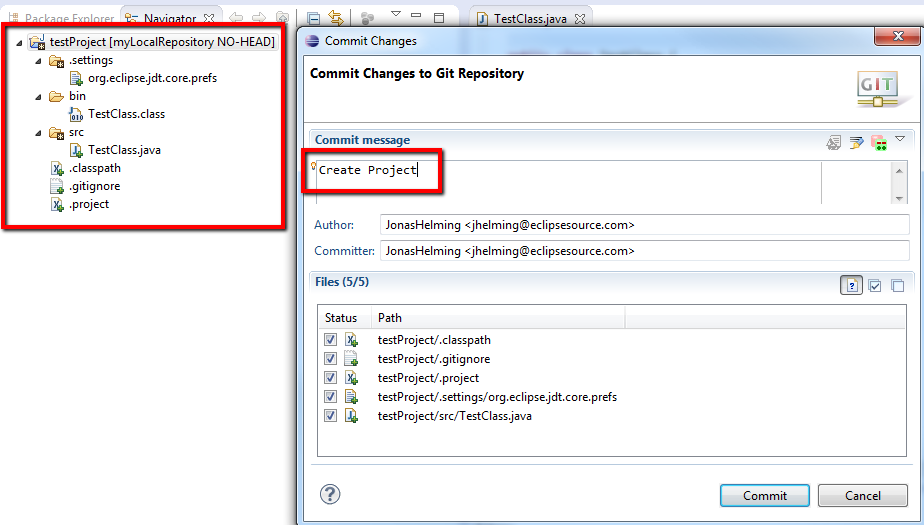 Package Explorer
Navigator
TestClass.java
testProject [myLocalRepository NO-HEAD]
.settings
org.eclipse.jdt.core.prefs
bin
TestClass.class
src
TestClass.java
.classpath
.gitignore
.project
Commit Changes
Commit Changes to Git Repository
GIT
Commit message
Create Project
Author:
JonasHelming <jhelming@eclipsesource.com>
Committer:
JonasHelming <jhelming@eclipsesource.com>
Files (5/5)
Status Path
testProject/.classpath
testProject/.gitignore
testProject/.project
testProject/.settings/org.eclipse.jdt.core.prefs
testProject/src/TestClass.java
Commit
Cancel